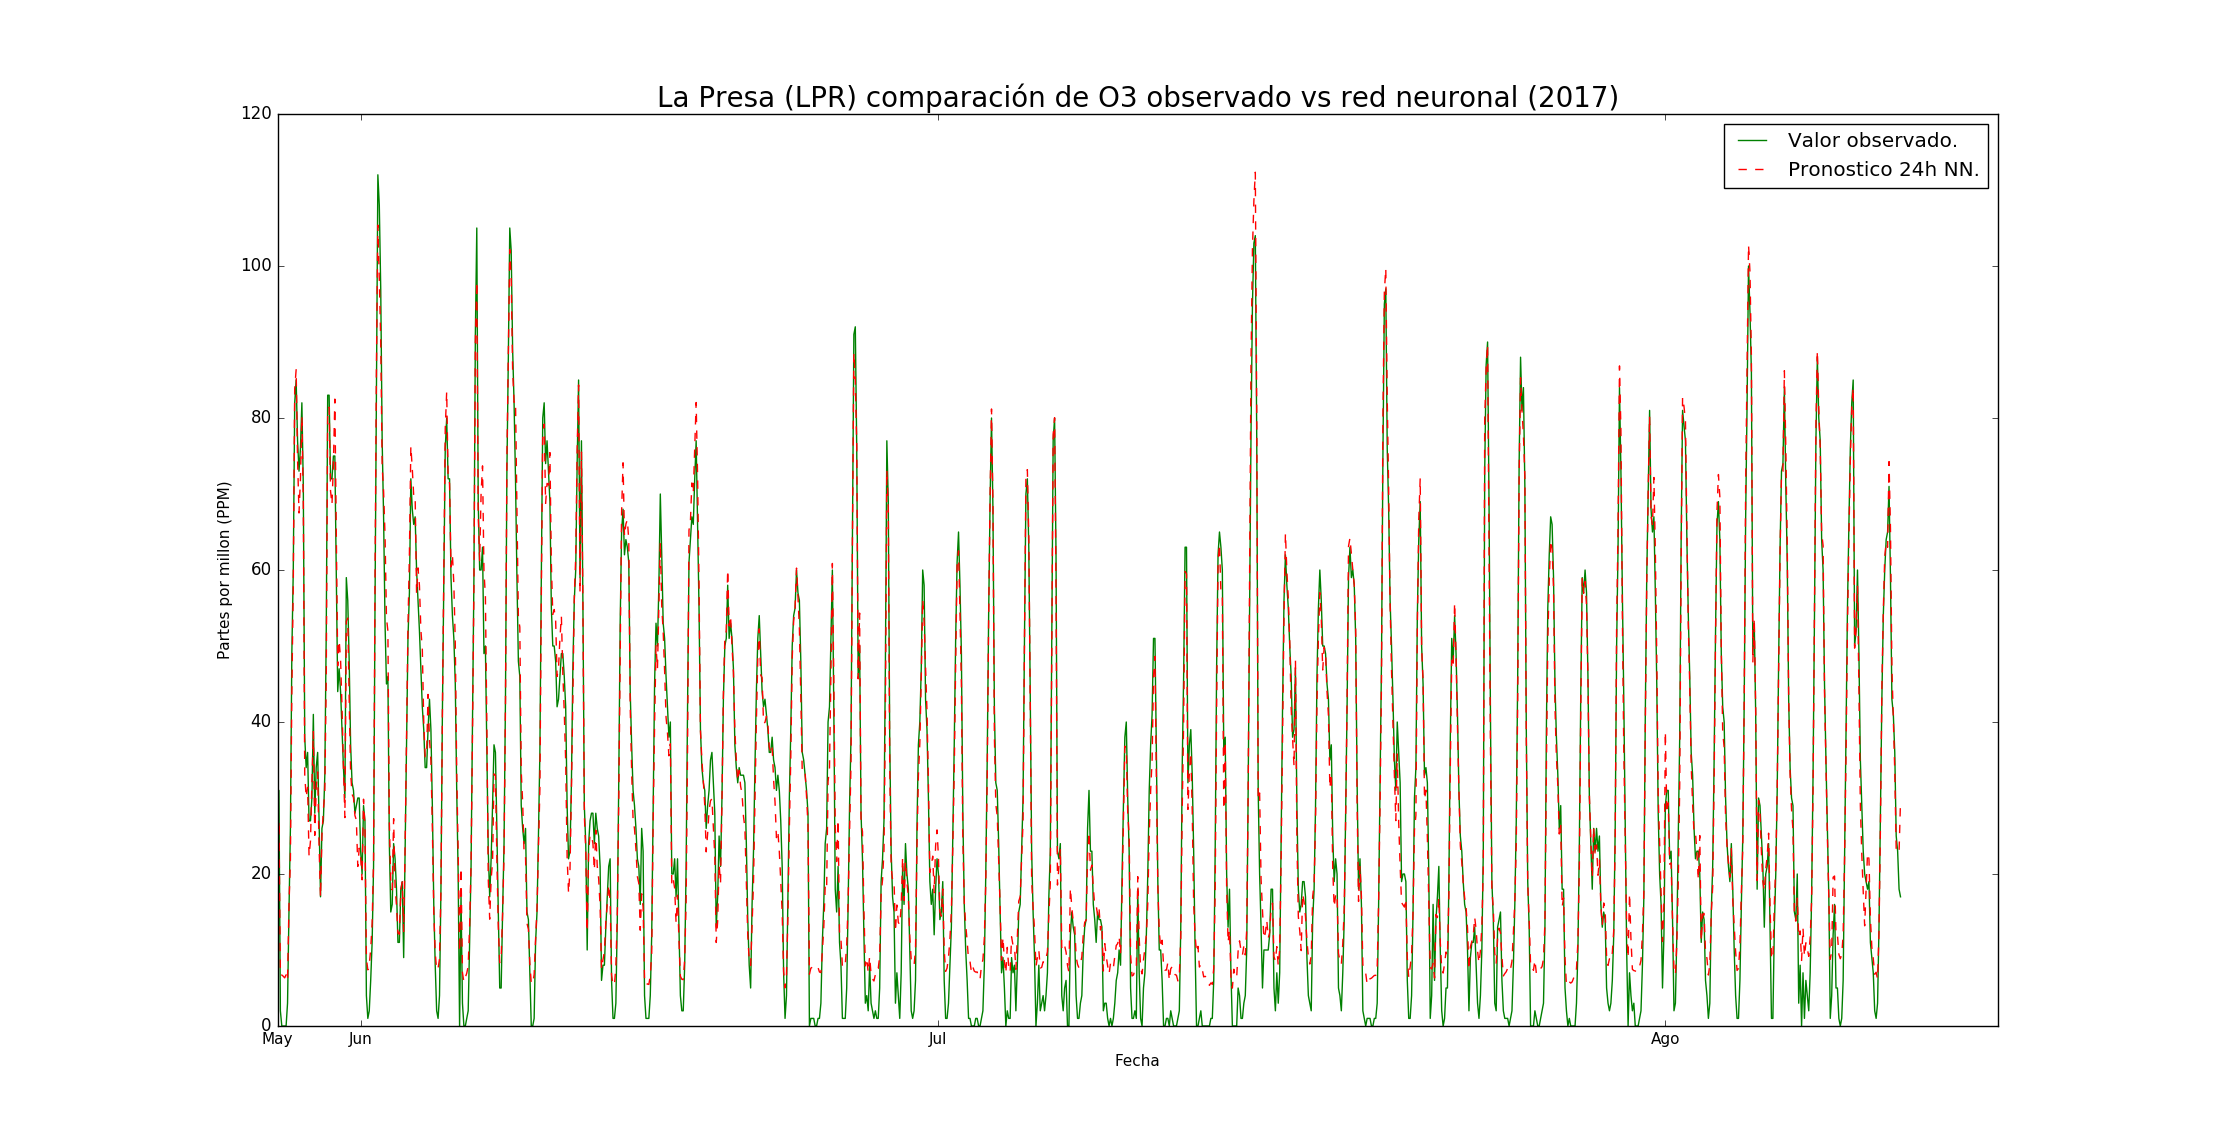 La Presa (LPR) comparación de O3 observado vs red neuronal (2017)
120
100
80
60
40
20
0
Partes por millon (PPM)
Valor observado.
Pronostico 24h NN.
May
Jun
Jul
Ago
Fecha